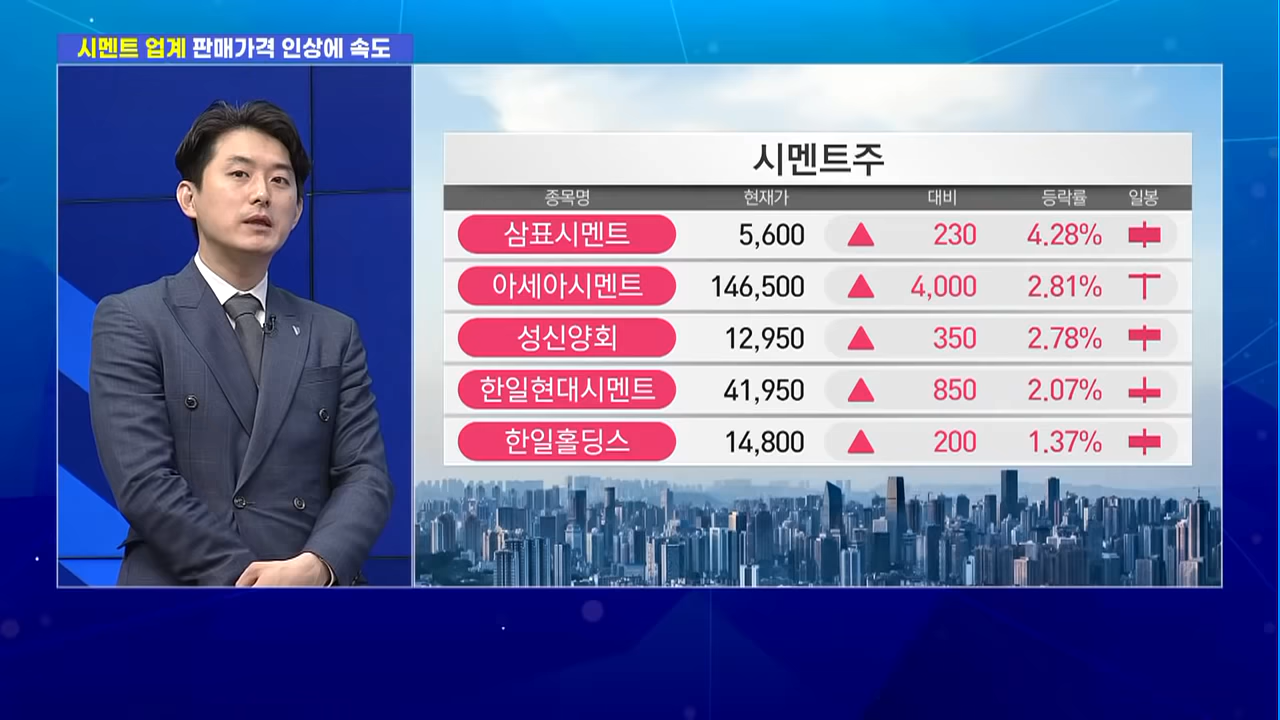 시멘트 업계 판매가격 인상에 속도
시멘트주
종목명 현재가 대비 등락률 일봉
삼표시멘트 5,600 ▲ 230 4.28%
아세아시멘트 146,500 ▲ 4,000 2.81%
성신양회 12,950 ▲ 350 2.78%
한일현대시멘트 41,950 ▲ 850 2.07%
한일홀딩스 14,800 ▲ 200 1.37%